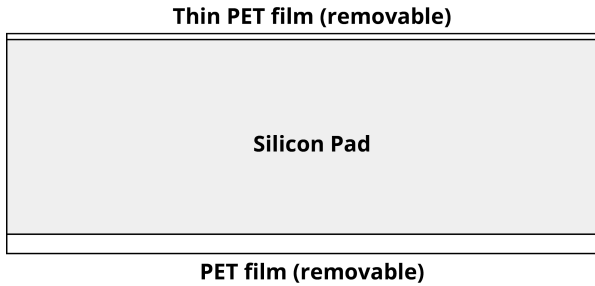 Thin PET film (removable)
Silicon Pad
PET film (removable)